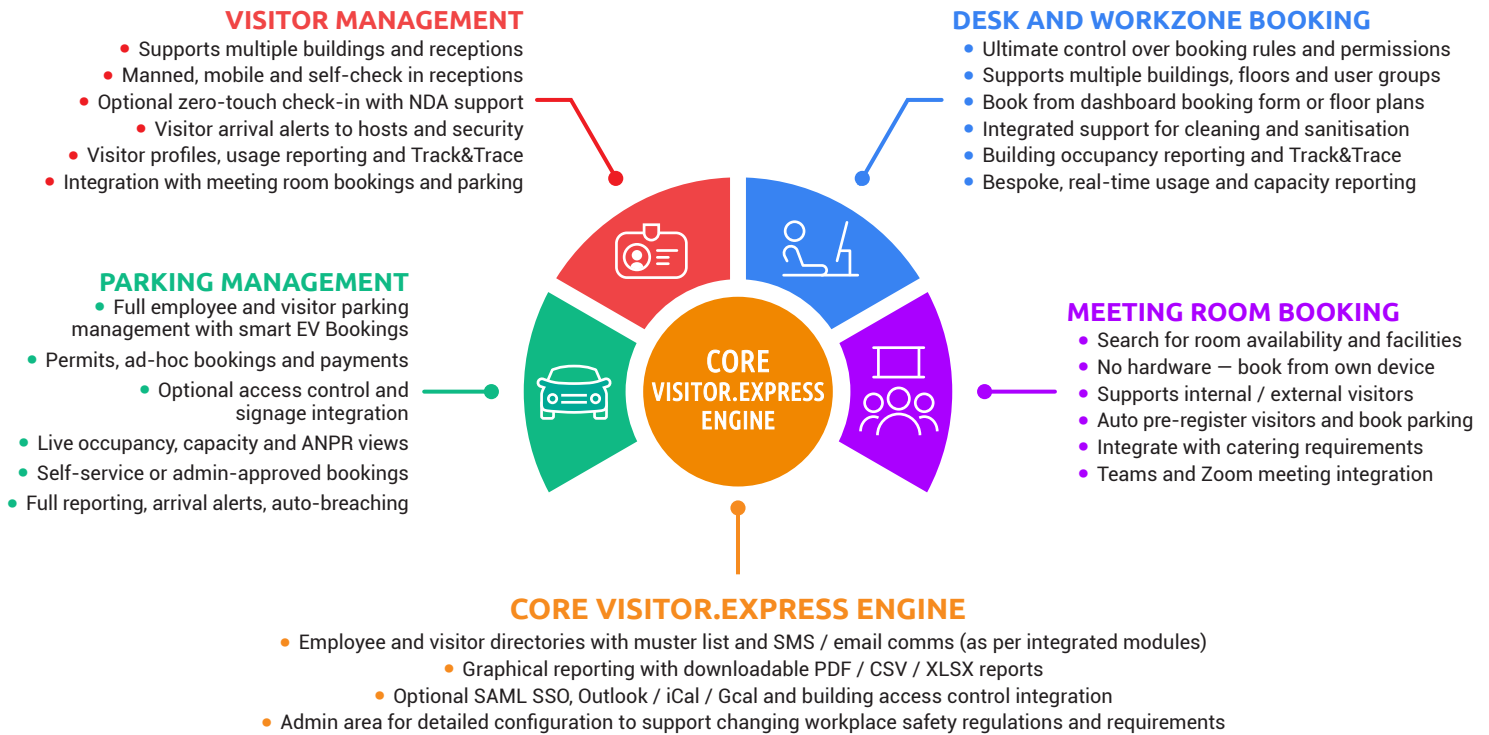 VISITOR MANAGEMENT
• Supports multiple buildings and receptions
• Manned, mobile and self-check in receptions
• Optional zero-touch check-in with NDA support
• Visitor arrival alerts to hosts and security
• Visitor profiles, usage reporting and Track&Trace
• Integration with meeting room bookings and parking
DESK AND WORKZONE BOOKING
• Ultimate control over booking rules and permissions
• Supports multiple buildings, floors and user groups
• Book from dashboard booking form or floor plans
• Integrated support for cleaning and sanitisation
• Building occupancy reporting and Track&Trace
• Bespoke, real-time usage and capacity reporting
PARKING MANAGEMENT
• Full employee and visitor parking
management with smart EV Bookings
• Permits, ad-hoc bookings and payments
• Optional access control and
signage integration
• Live occupancy, capacity and ANPR views
• Self-service or admin-approved bookings
• Full reporting, arrival alerts, auto-breaching
CORE
VISITOR.EXPRESS
ENGINE
MEETING ROOM BOOKING
• Search for room availability and facilities
• No hardware — book from own device
• Supports internal / external visitors
• Auto pre-register visitors and book parking
• Integrate with catering requirements
• Teams and Zoom meeting integration
CORE VISITOR.EXPRESS ENGINE
• Employee and visitor directories with muster list and SMS / email comms (as per integrated modules)
• Graphical reporting with downloadable PDF / CSV / XLSX reports
• Optional SAML SSO, Outlook / iCal / Gcal and building access control integration
• Admin area for detailed configuration to support changing workplace safety regulations and requirements